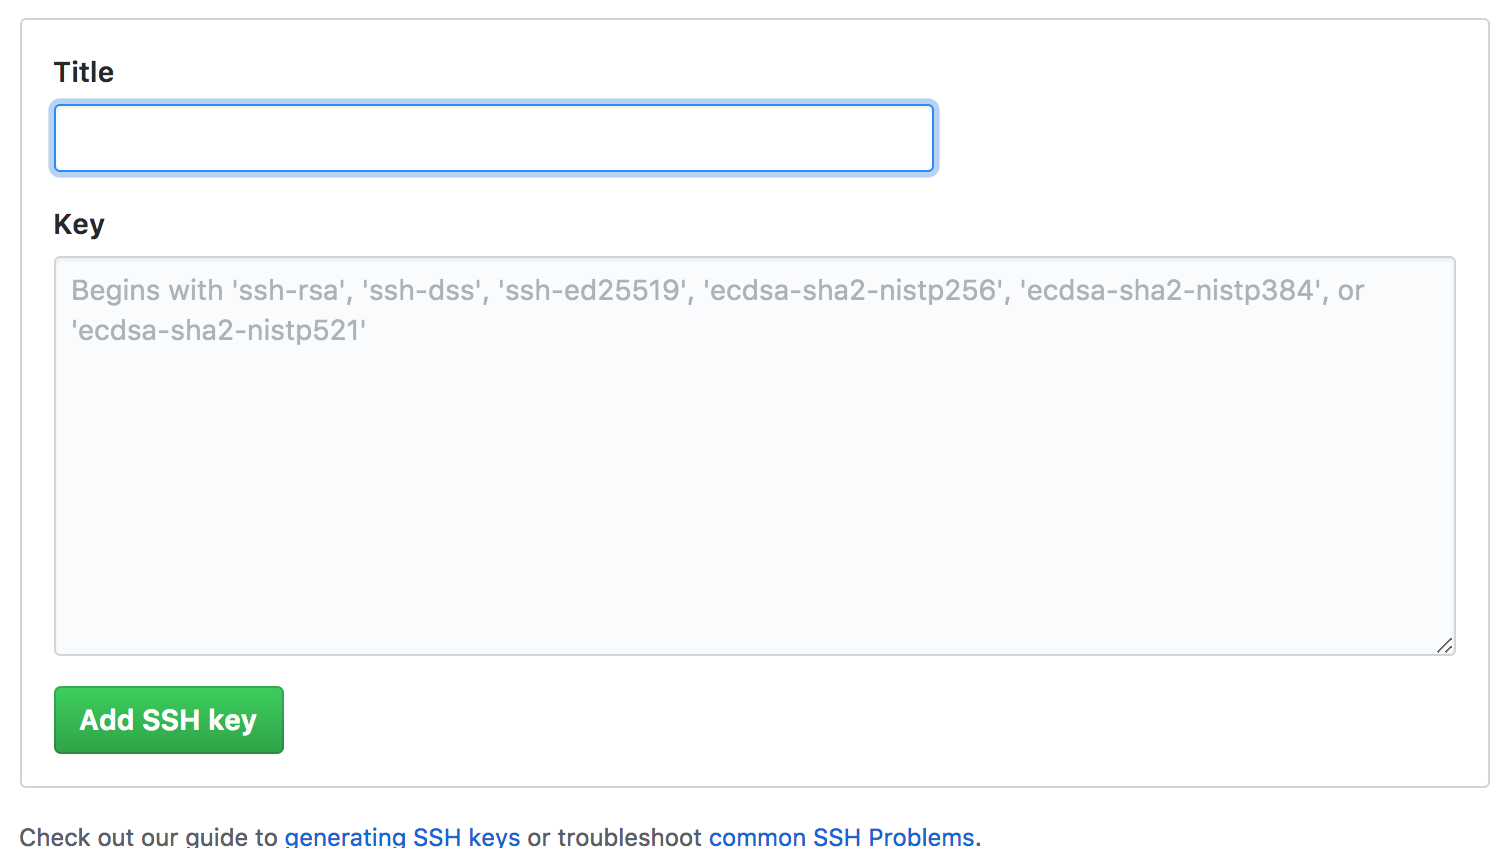 Title
Key
Begins with 'ssh-rsa', 'ssh-dss', 'ssh-ed25519', 'ecdsa-sha2-nistp256', 'ecdsa-sha2-nistp384', or
'ecdsa-sha2-nistp521'
Add SSH key
Check out our guide to generating SSH keys or troubleshoot common SSH Problems.